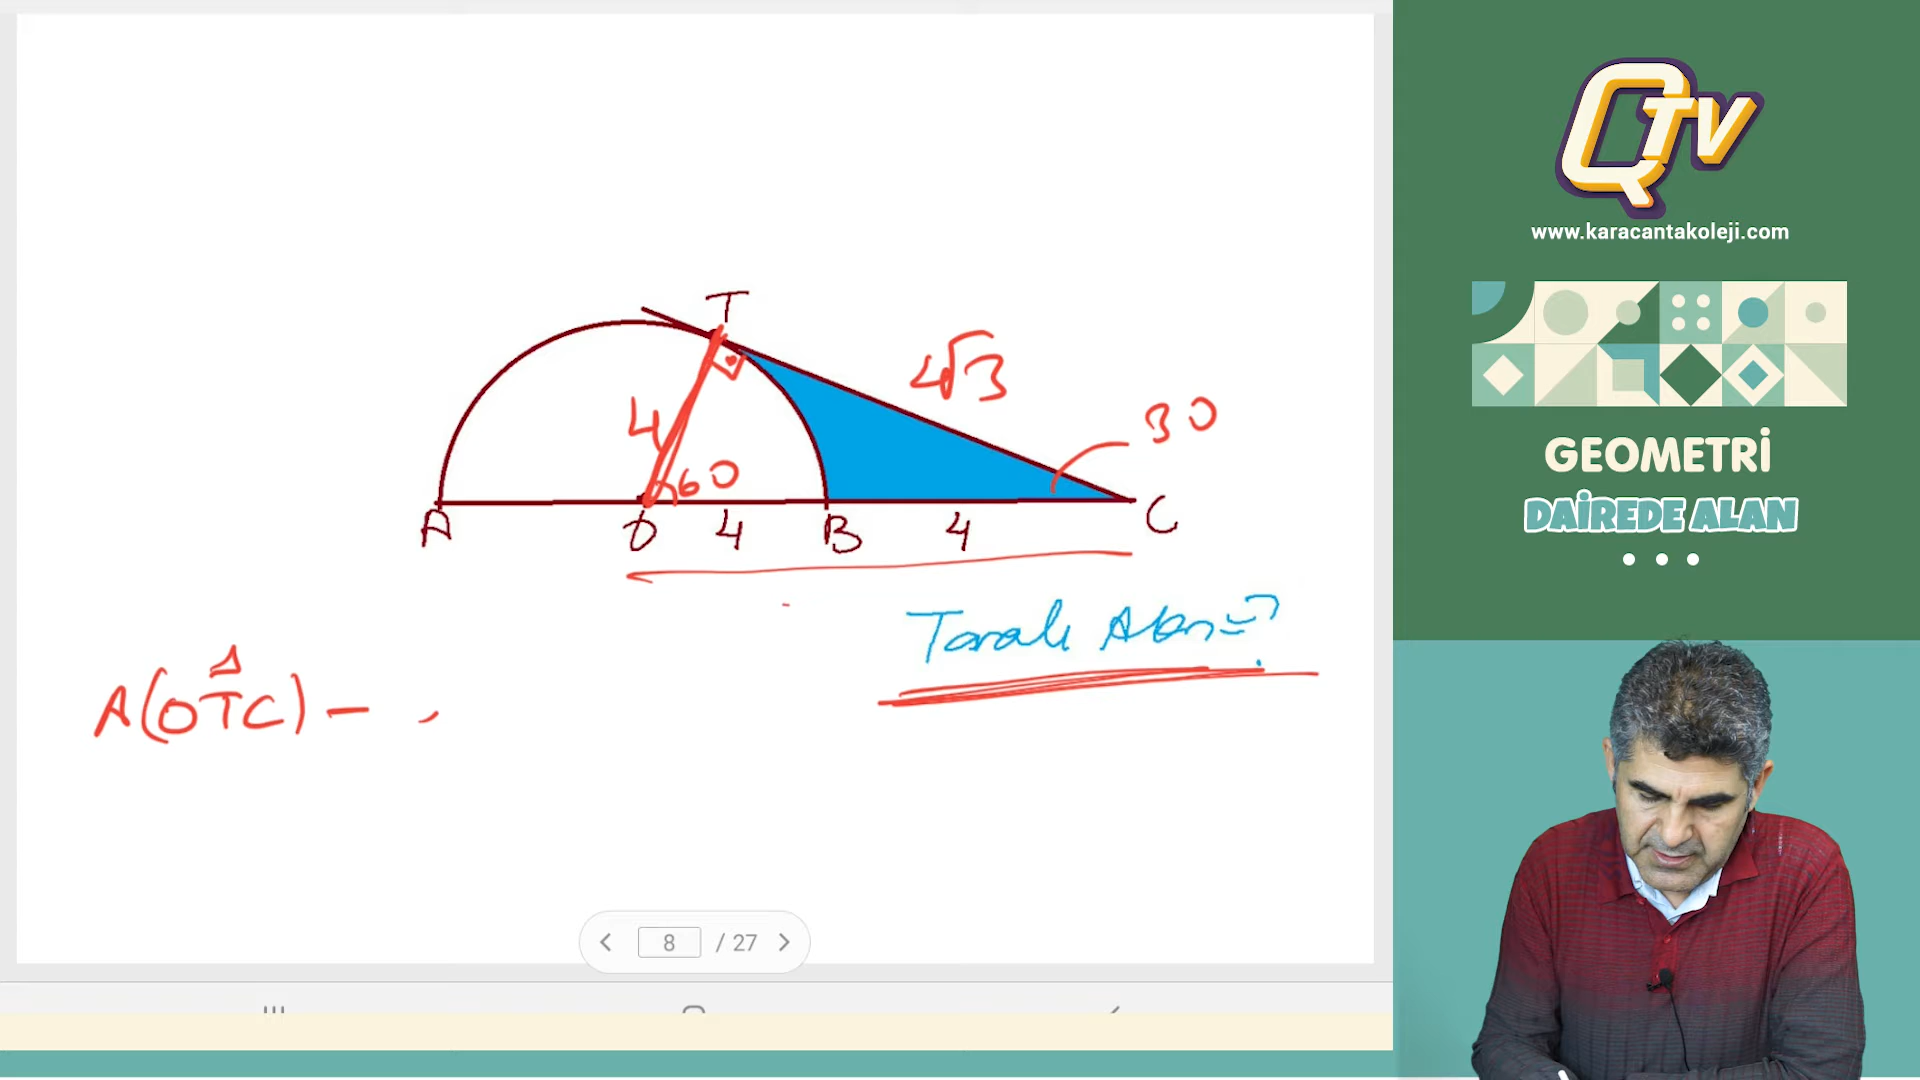 T
4√3
30
4
60
A
O
4
B
4
C
Taralı Alan=?
A(OTC) -
8 / 27
QTV
www.karacantakoleji.com
GEOMETRİ
DAİREDE ALAN